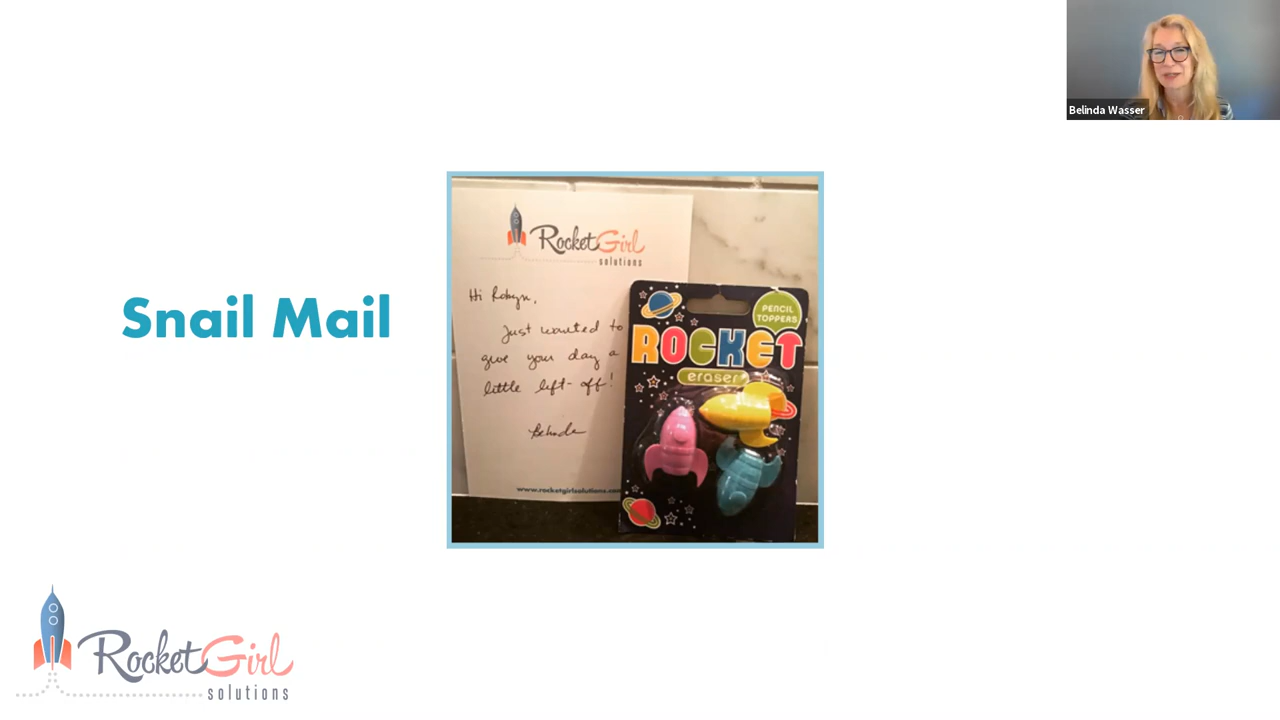 Belinda Wasser
Snail Mail
RocketGirl
solutions
Hi Robyn,
Just wanted to
give your day a
little lift-off!
Belinda
www.rocketgirlsolutions.com
PENCIL
TOPPERS
ROCKET
eraser
RocketGirl
solutions